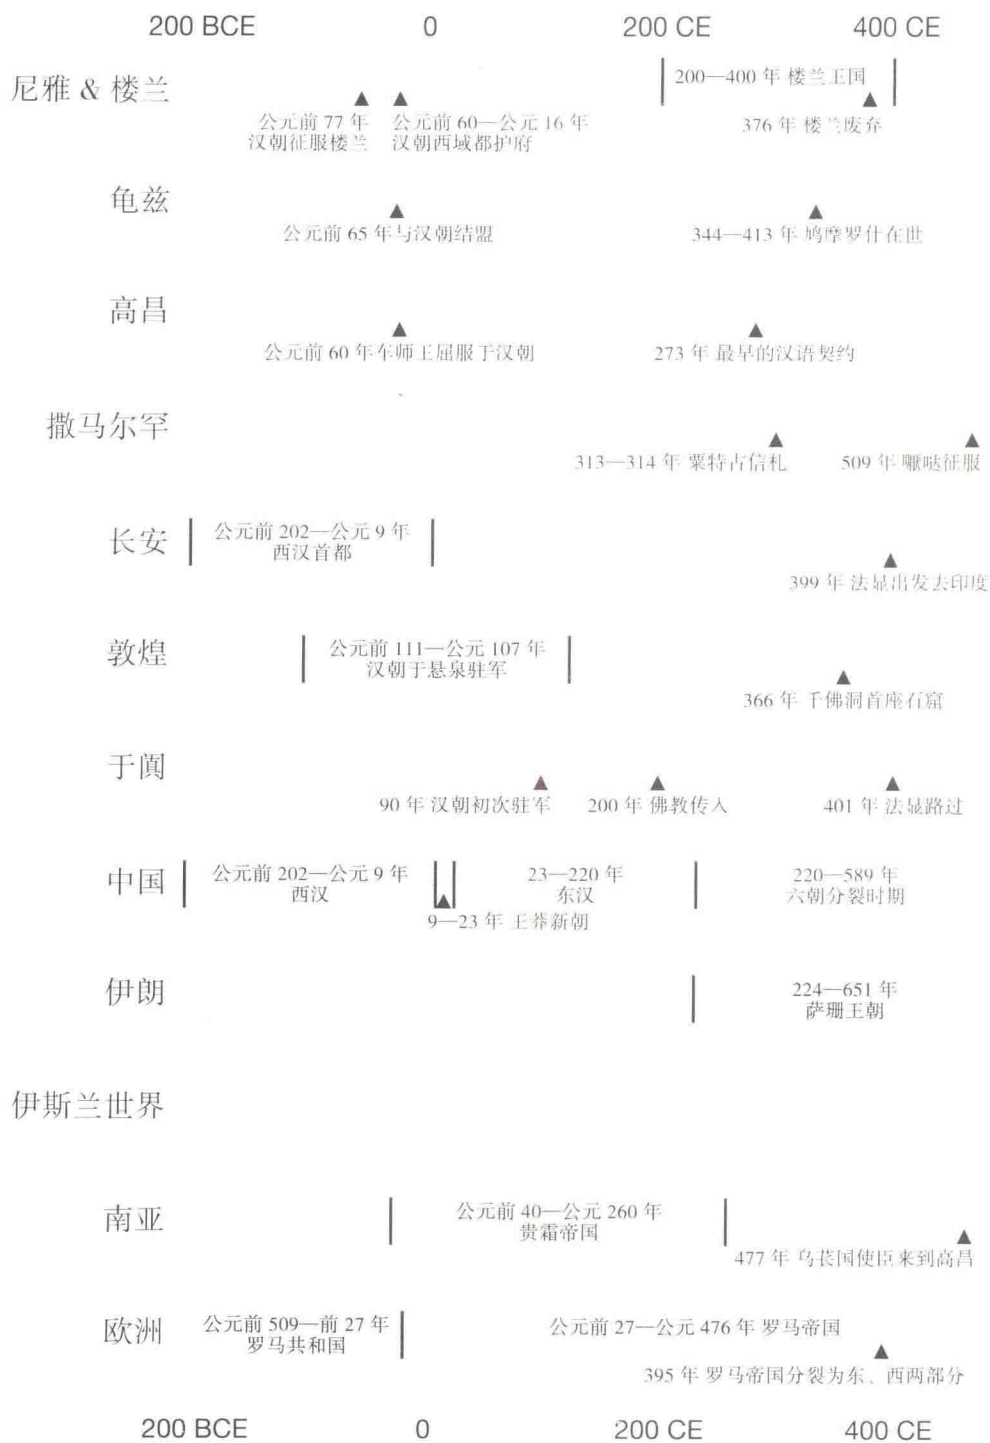 200 BCE 0 200 CE 400 CE
尼雅 & 楼兰
200—400 年 楼兰王国
公元前 77 年
汉朝征服楼兰
公元前 60—公元 16 年
汉朝西域都护府
376 年 楼兰废弃
龟兹
公元前 65 年与汉朝结盟
344—413 年 鸠摩罗什在世
高昌
公元前 60 年车师王屈服于汉朝
273 年 最早的汉语契约
撒马尔罕
313—314 年 粟特古信札
509 年 嚈哒征服
长安
公元前 202—公元 9 年
西汉首都
399 年 法显出发去印度
敦煌
公元前 111—公元 107 年
汉朝于悬泉驻军
366 年 千佛洞首座石窟
于阗
90 年 汉朝初次驻军
200 年 佛教传入
401 年 法显路过
中国
公元前 202—公元 9 年
西汉
9—23 年 王莽新朝
23—220 年
东汉
220—589 年
六朝分裂时期
伊朗
224—651 年
萨珊王朝
伊斯兰世界
南亚
公元前 40—公元 260 年
贵霜帝国
477 年 乌苌国使臣来到高昌
欧洲
公元前 509—前 27 年
罗马共和国
公元前 27—公元 476 年 罗马帝国
395 年 罗马帝国分裂为东、西两部分
200 BCE 0 200 CE 400 CE